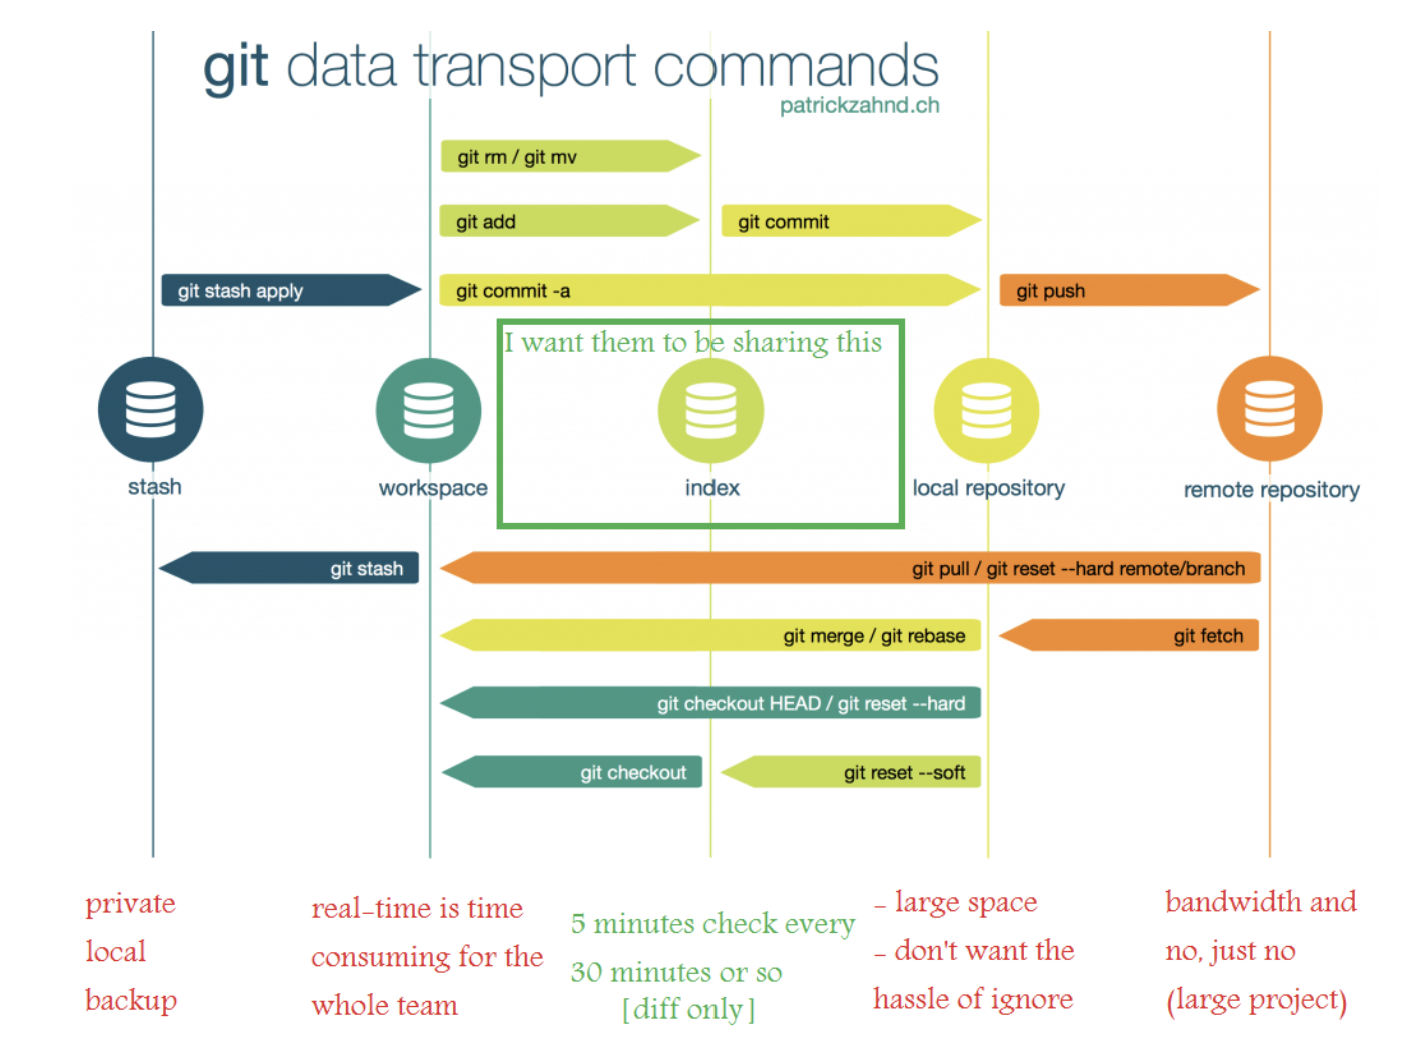 git data transport commands
patrickzahnd.ch
git rm / git mv
git add
git commit
git stash apply
git commit -a
git push
I want them to be sharing this
stash
workspace
index
local repository
remote repository
git stash
git pull / git reset --hard remote/branch
git merge / git rebase
git fetch
git checkout HEAD / git reset --hard
git checkout
git reset --soft
private
local
backup
real-time is time
consuming for the
whole team
5 minutes check every
30 minutes or so
[diff only]
- large space
- don't want the
hassle of ignore
bandwidth and
no, just no
(large project)